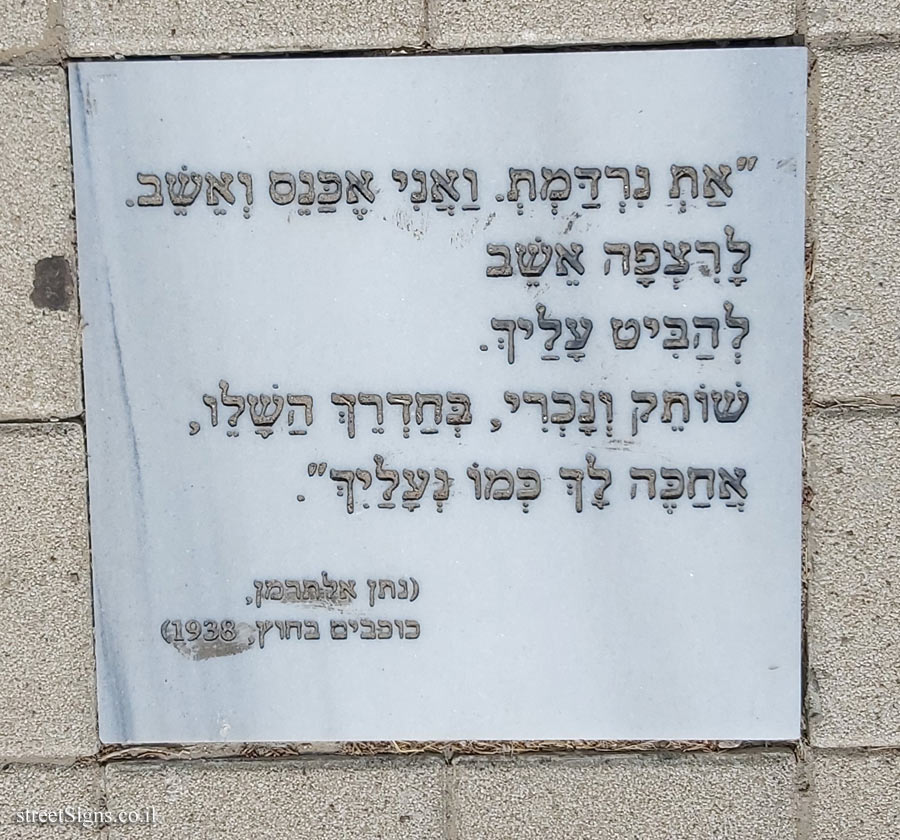 "אַתְּ נִרְדַּמְתְּ. וַאֲנִי אֶכָּנֵס וְאֵשֵׁב.
לָרִצְפָּה אֵשֵׁב
לְהַבִּיט עָלַיִךְ.
שׁוֹתֵק וְנָכְרִי, בְּחַדְרֵךְ הַשָּׁלֵו,
אֲחַכֶּה לָךְ כְּמוֹ נְעָלַיִךְ".
(נתן אלתרמן,
כוכבים בחוץ, 1938)
streetSigns.co.il